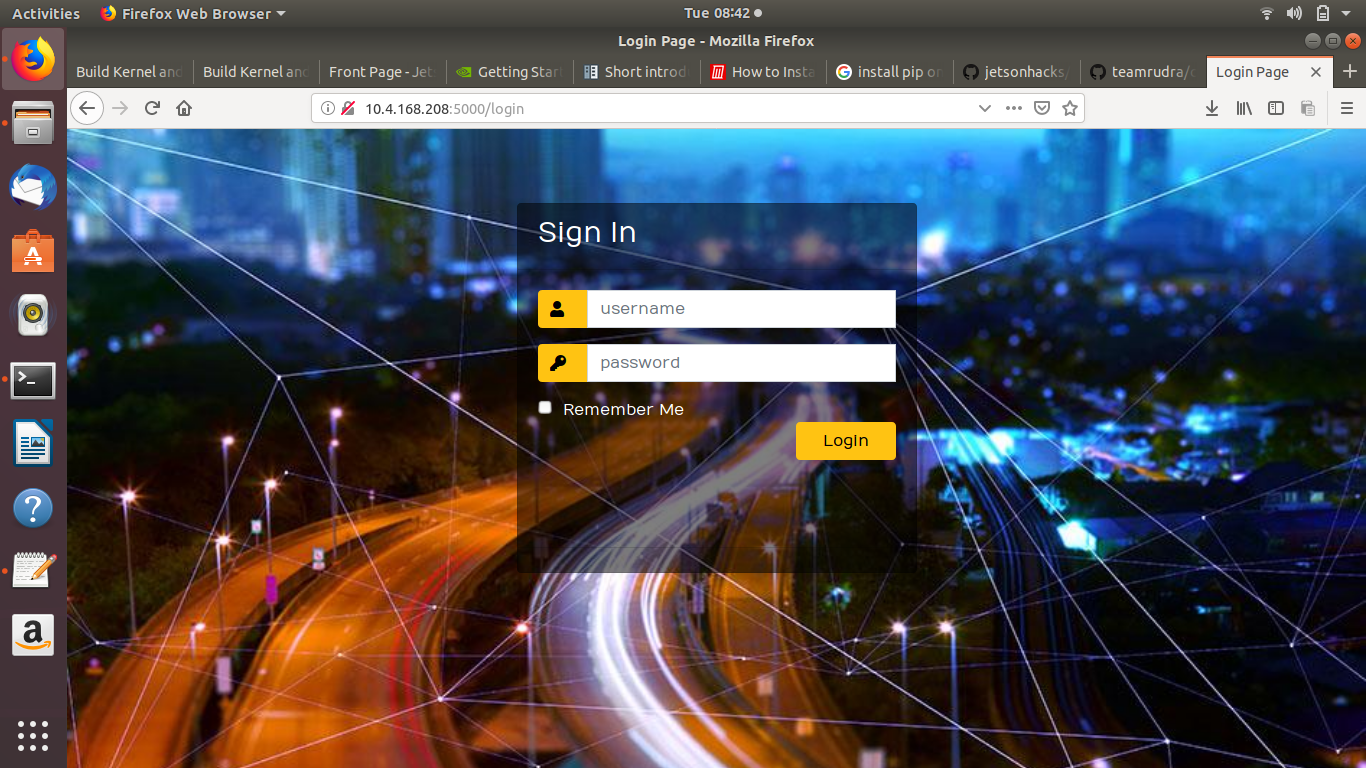 Activities Firefox Web Browser Tue 08:42
Login Page - Mozilla Firefox
Build Kernel and Build Kernel and Front Page - Jet Getting Star Short introd How to Insta install pip or jetsonhacks/ teamrudra/ Login Page
10.4.168.208:5000/login
Sign In
username
password
Remember Me
LogIn